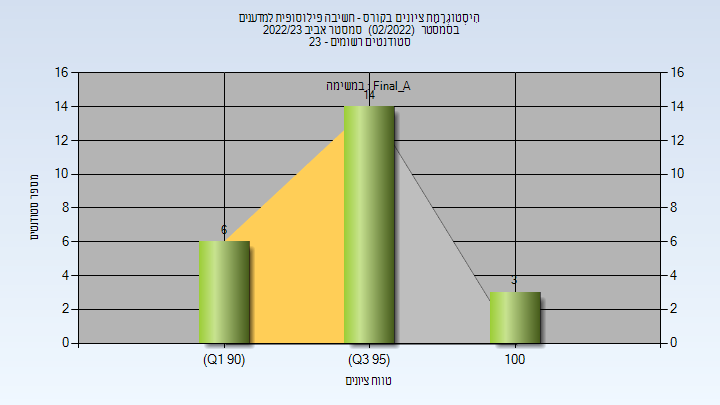 היסטוגרמת ציונים בקורס - חשיבה פילוסופית למדענים
בסמסטר (02/2022) סמסטר אביב 2022/23
סטודנטים רשומים - 23
במשימה : Final_A
16
14
12
10
8
6
4
2
0
16
14
12
10
8
6
4
2
0
6
14
3
מספר סטודנטים
(Q1 90)
(Q3 95)
100
טווח ציונים